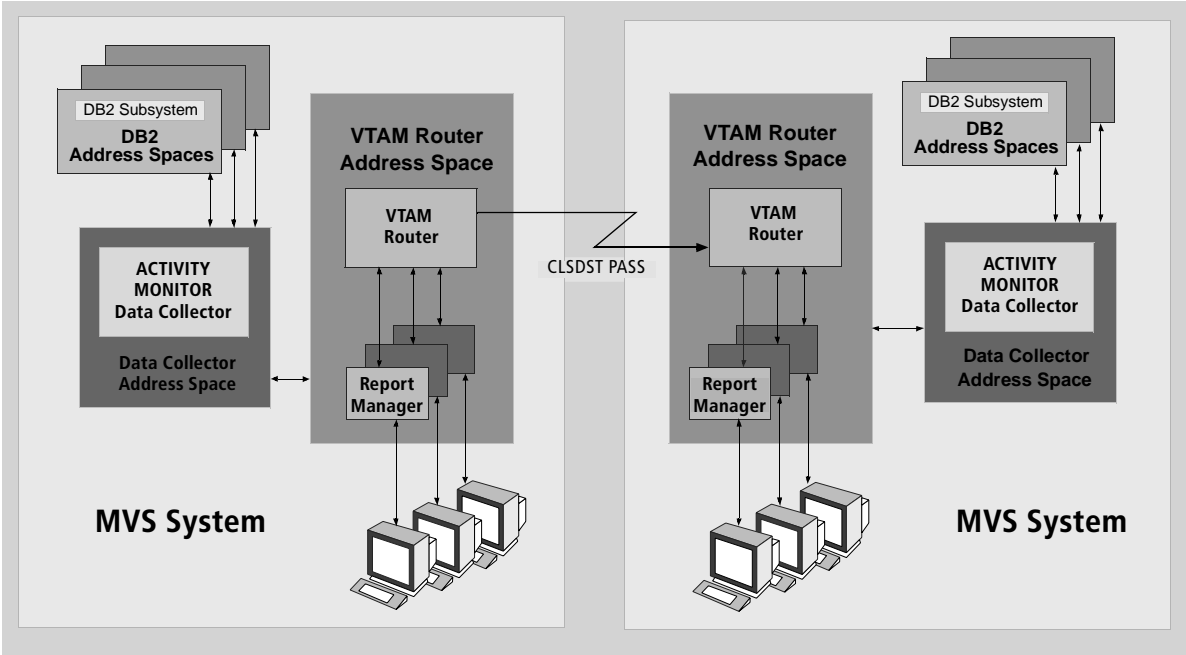 DB2 Subsystem
DB2
Address Spaces
ACTIVITY
MONITOR
Data Collector
Data Collector
Address Space
VTAM Router
Address Space
VTAM
Router
Report
Manager
MVS System
CLSDST PASS
VTAM Router
Address Space
VTAM
Router
Report
Manager
DB2 Subsystem
DB2
Address Spaces
ACTIVITY
MONITOR
Data Collector
Data Collector
Address Space
MVS System